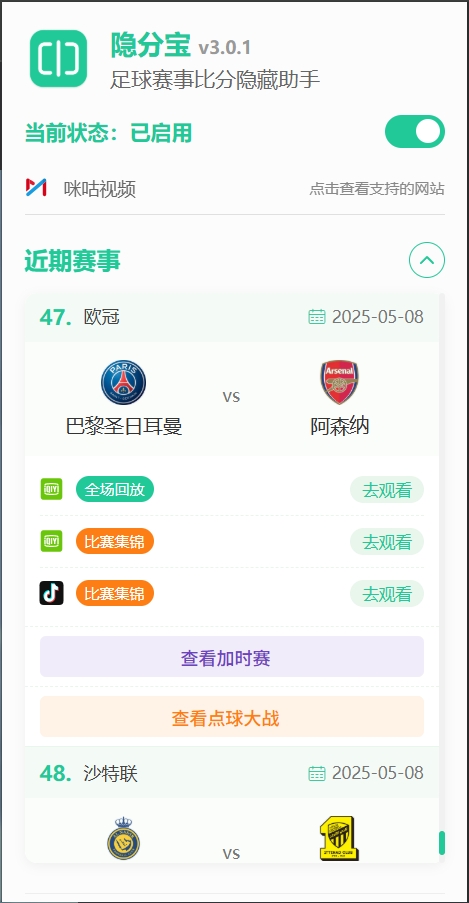 隐分宝 v3.0.1
足球赛事比分隐藏助手
当前状态：已启用
咪咕视频 点击查看支持的网站
近期赛事
47. 欧冠 2025-05-08
PARIS
Arsenal
vs
巴黎圣日耳曼 阿森纳
iQIYI 全场回放 去观看
iQIYI 比赛集锦 去观看
比赛集锦 去观看
查看加时赛
查看点球大战
48. 沙特联 2025-05-08
vs